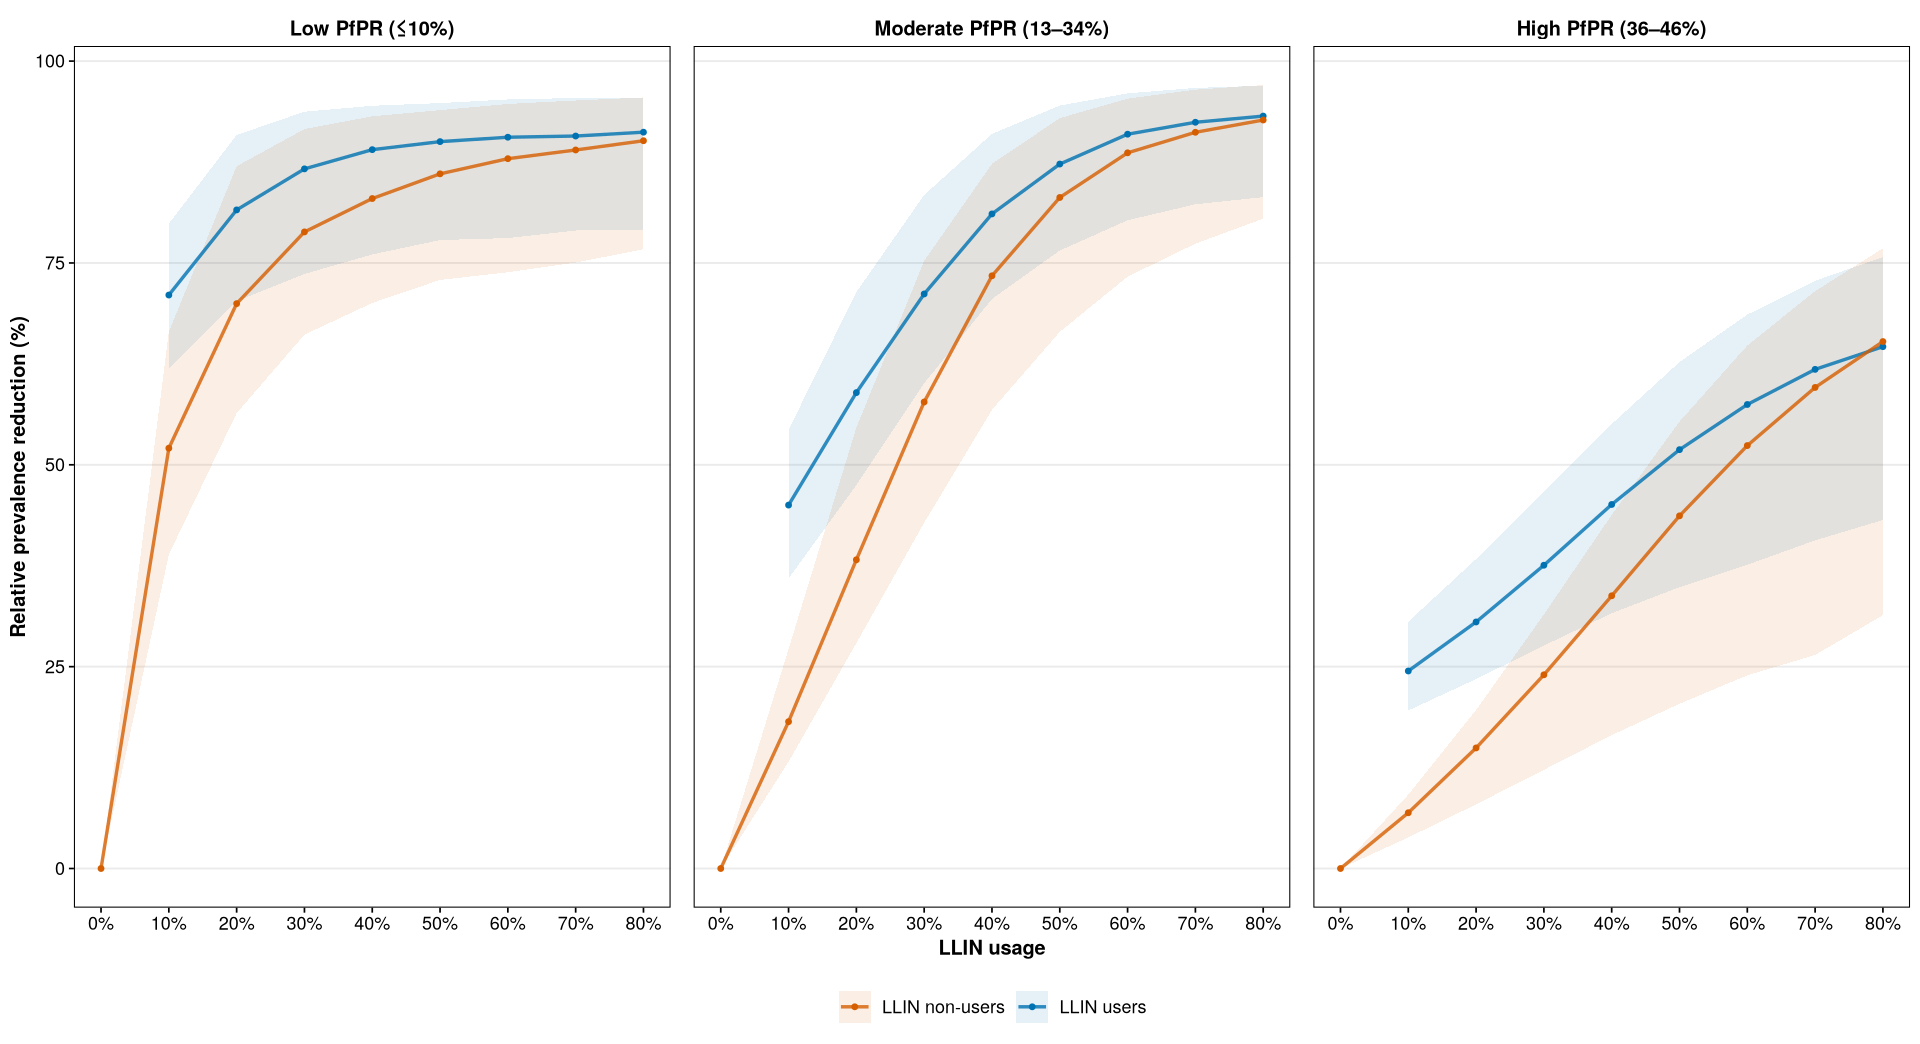 Low PfPR (≤10%)
Moderate PfPR (13–34%)
High PfPR (36–46%)
Relative prevalence reduction (%)
100
75
50
25
0
0% 10% 20% 30% 40% 50% 60% 70% 80%
0% 10% 20% 30% 40% 50% 60% 70% 80%
0% 10% 20% 30% 40% 50% 60% 70% 80%
LLIN usage
LLIN non-users
LLIN users